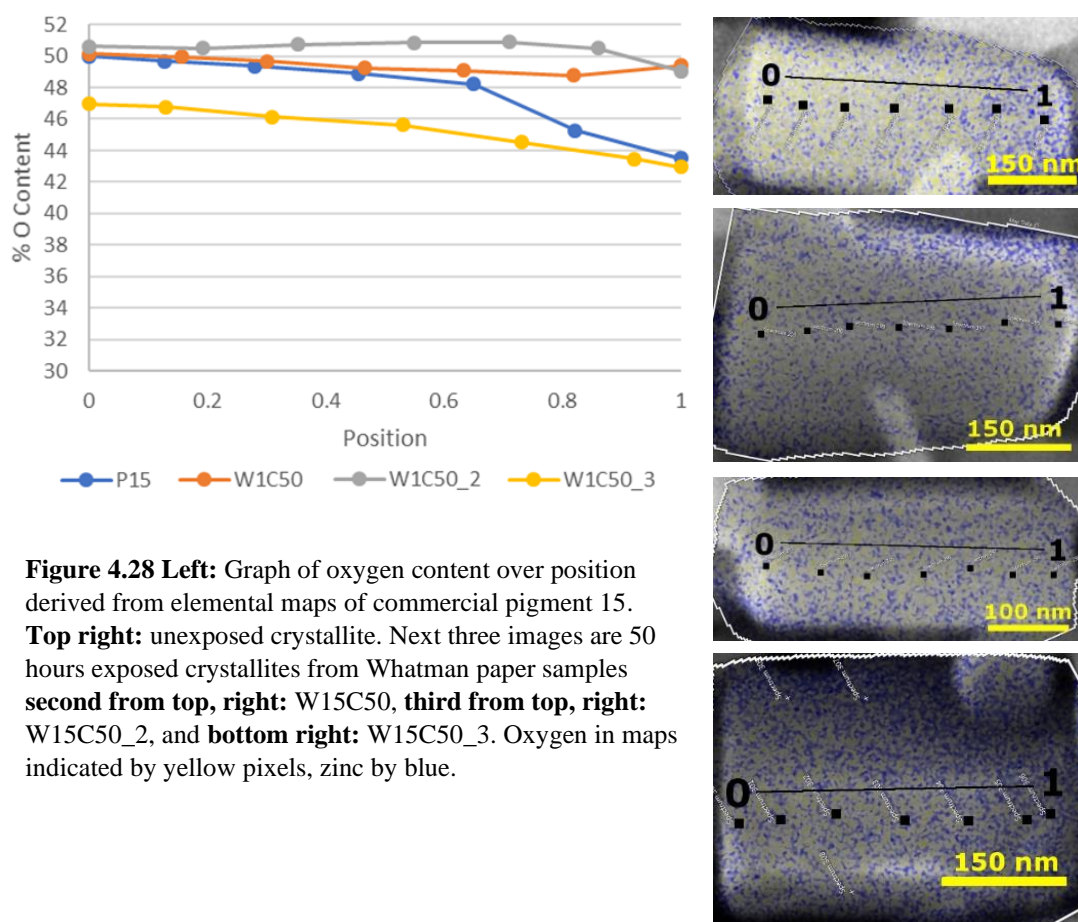 52
50
48
46
44
42
40
38
36
34
32
30
% O Content
0 0.2 0.4 0.6 0.8 1
Position
P15 W1C50 W1C50_2 W1C50_3
Figure 4.28 Left: Graph of oxygen content over position
derived from elemental maps of commercial pigment 15.
Top right: unexposed crystallite. Next three images are 50
hours exposed crystallites from Whatman paper samples
second from top, right: W15C50, third from top, right:
W15C50_2, and bottom right: W15C50_3. Oxygen in maps
indicated by yellow pixels, zinc by blue.
0
1
150 nm
0
1
150 nm
0
1
100 nm
0
1
150 nm